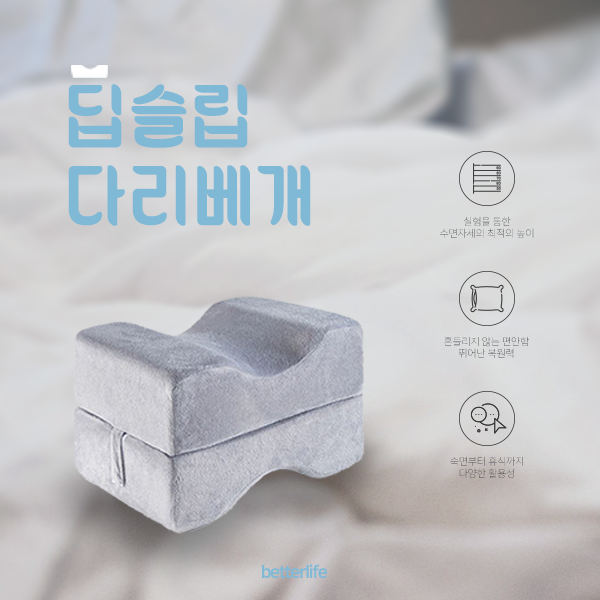 딥슬립
다리베개
실험을 통한
수면자세의 최적의 높이
흔들리지 않는 편안함
뛰어난 복원력
숙면부터 휴식까지
다양한 활용성
betterlife